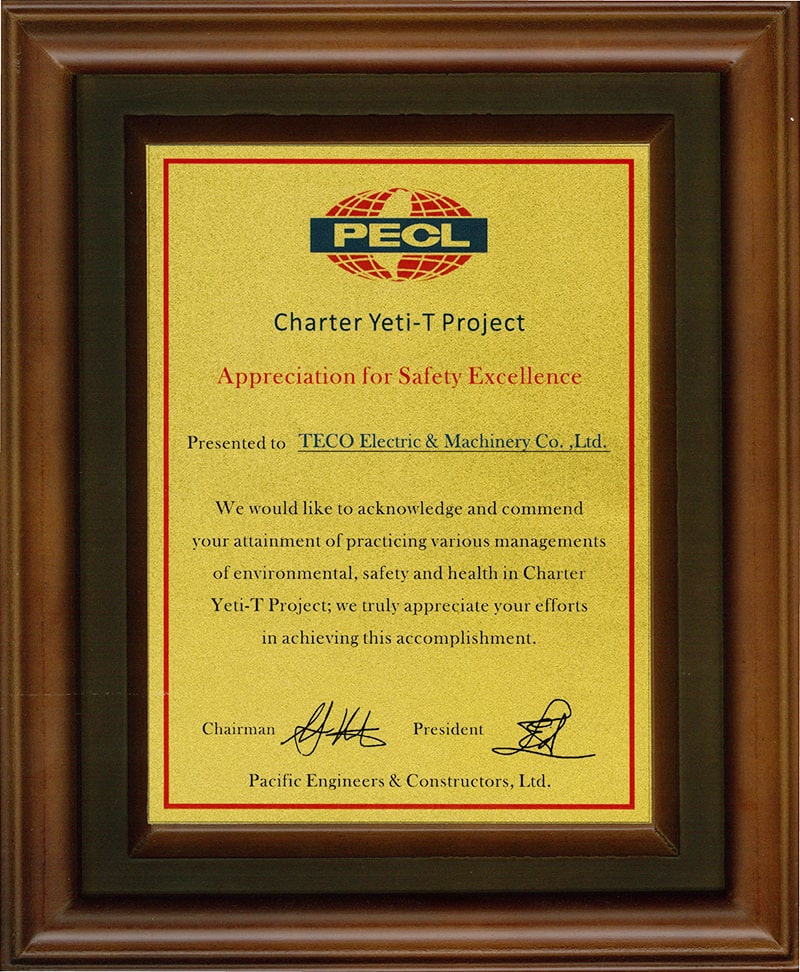 PECL
Charter Yeti-T Project
Appreciation for Safety Excellence
Presented to TECO Electric & Machinery Co. ,Ltd.
We would like to acknowledge and commend
your attainment of practicing various managements
of environmental, safety and health in Charter
Yeti-T Project; we truly appreciate your efforts
in achieving this accomplishment.
Chairman President
Pacific Engineers & Constructors, Ltd.